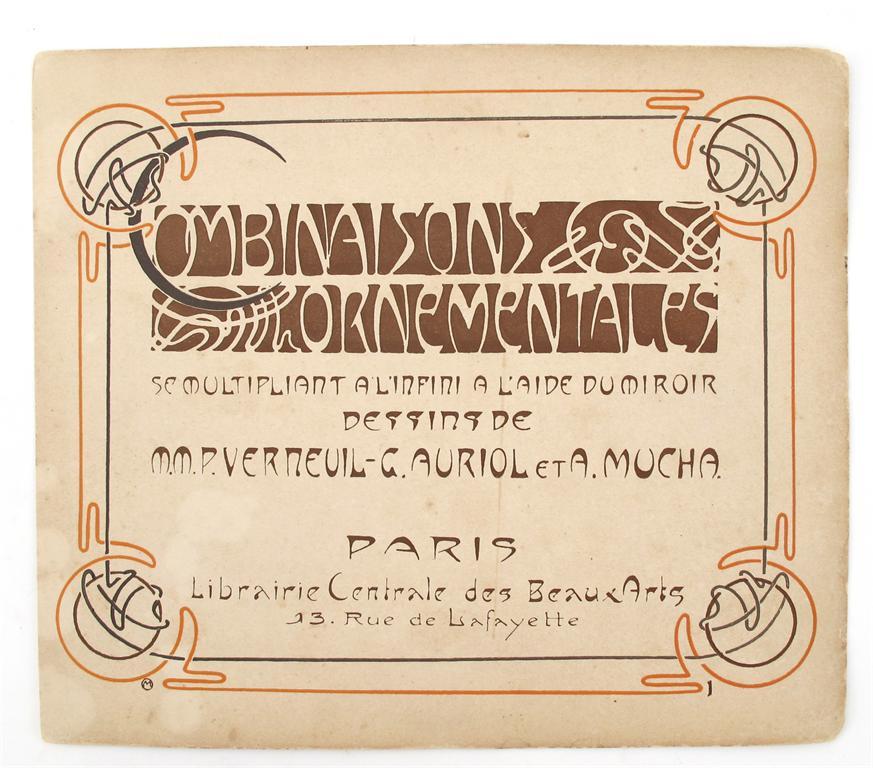 COMBINAISONS
ORNEMENTALES
SE MULTIPLIANT A L'INFINI A L'AIDE DU MIROIR
DESSINS DE
M.M.P. VERNEUIL-G. AURIOL ET A. MUCHA.
PARIS
Librairie Centrale des Beaux Arts
13. Rue de Lafayette
M
1